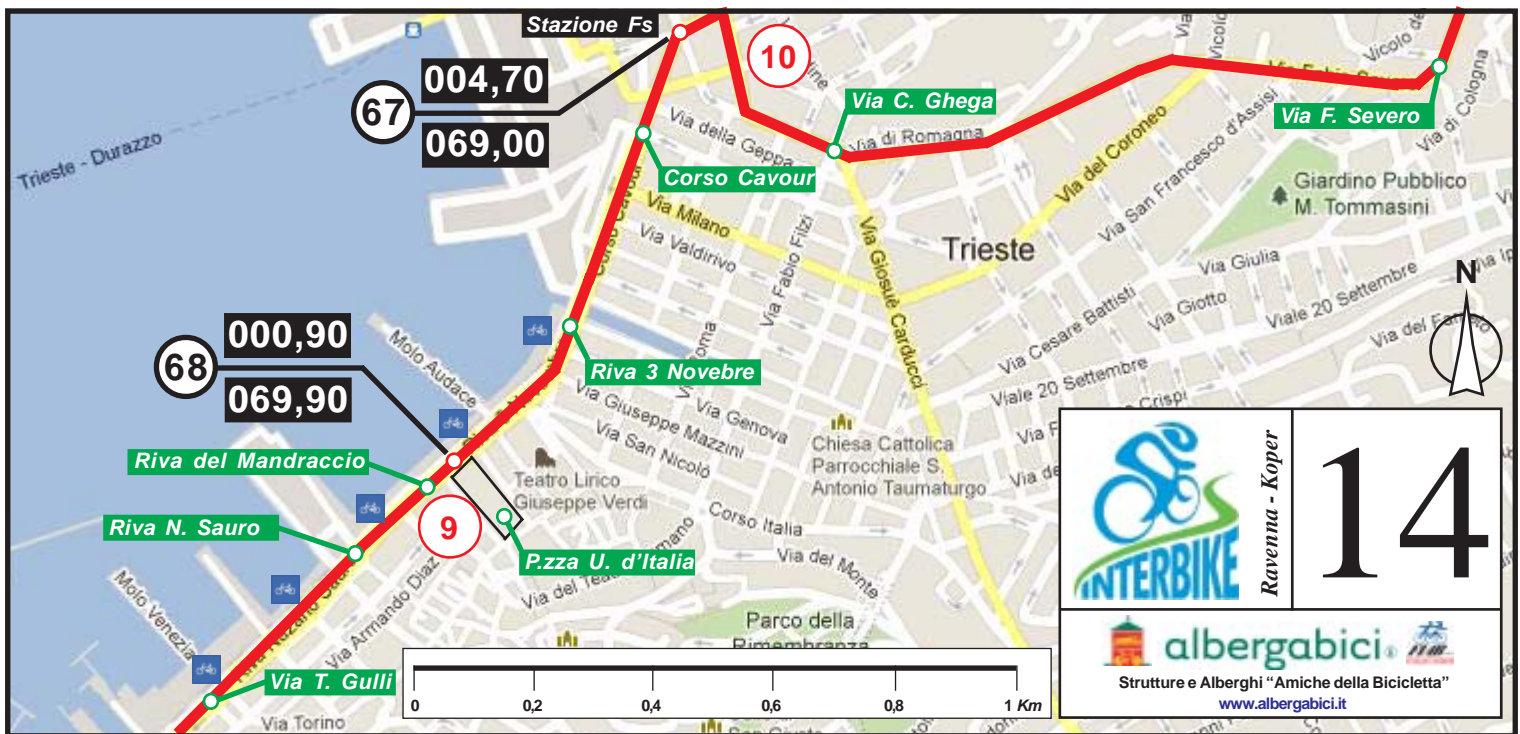 Stazione Fs
10
004,70
67
069,00
Via C. Ghega
Via F. Severo
Vicolo
Via di Cologna
Via della Geppa
Via di Romagna
Corso Cavour
Trieste - Durazzo
Via del Coroneo
Via San Francesco d'Assisi
Giardino Pubblico
M. Tommasini
Via Milano
Via Valdirivo
Via Fabio Filzi
Via Giosuè Carducci
Trieste
Via Giulia
Via Giotto
Viale 20 Settembre
Via Cesare Battisti
N
000,90
68
069,90
Molo Audace
Riva 3 Novebre
Viale 20 Settembre
Crispi
Via Giuseppe Mazzini
Via Genova
Via San Nicolò
Chiesa Cattolica
Parrocchiale S.
Antonio Taumaturgo
Riva del Mandraccio
Teatro Lirico
Giuseppe Verdi
Riva N. Sauro
9
P.zza U. d'Italia
Corso Italia
Via del Monte
Via Armando Diaz
Molo Venezia
Parco della
Rimembranza
Via T. Gulli
Via Torino
0 0,2 0,4 0,6 0,8 1 Km
INTERBIKE
Ravenna - Koper
14
albergabici
Strutture e Alberghi “Amiche della Bicicletta”
www.albergabici.it